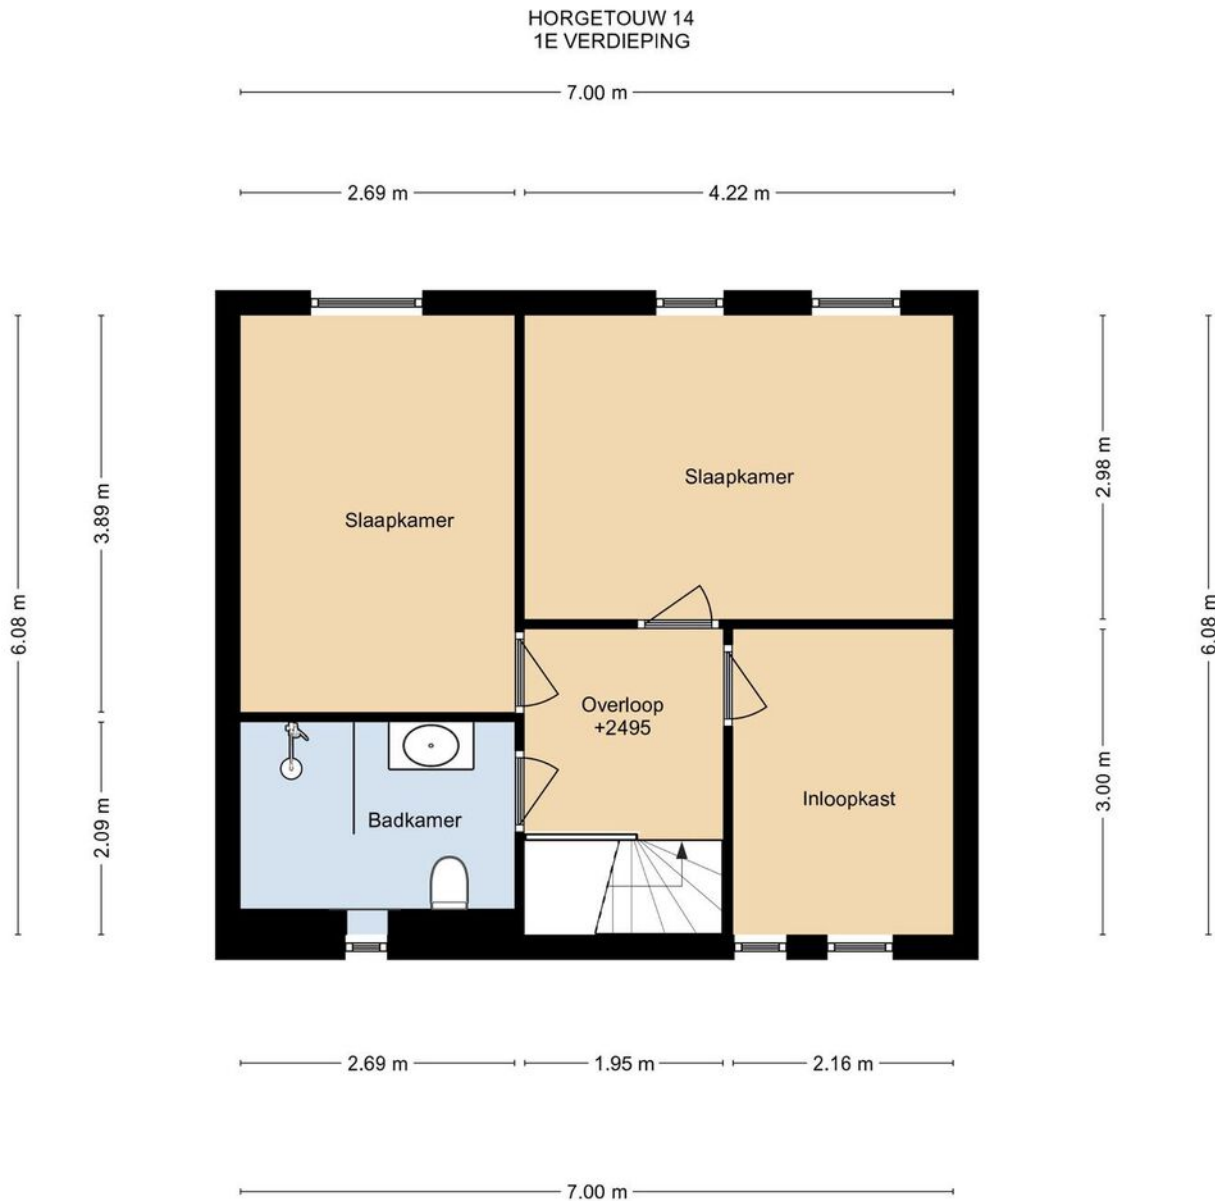 HORGETOUW 14
1E VERDIEPING
7.00 m
2.69 m
4.22 m
6.08 m
3.89 m
2.09 m
2.98 m
3.00 m
6.08 m
Slaapkamer
Slaapkamer
Overloop
+2495
Inloopkast
Badkamer
2.69 m
1.95 m
2.16 m
7.00 m